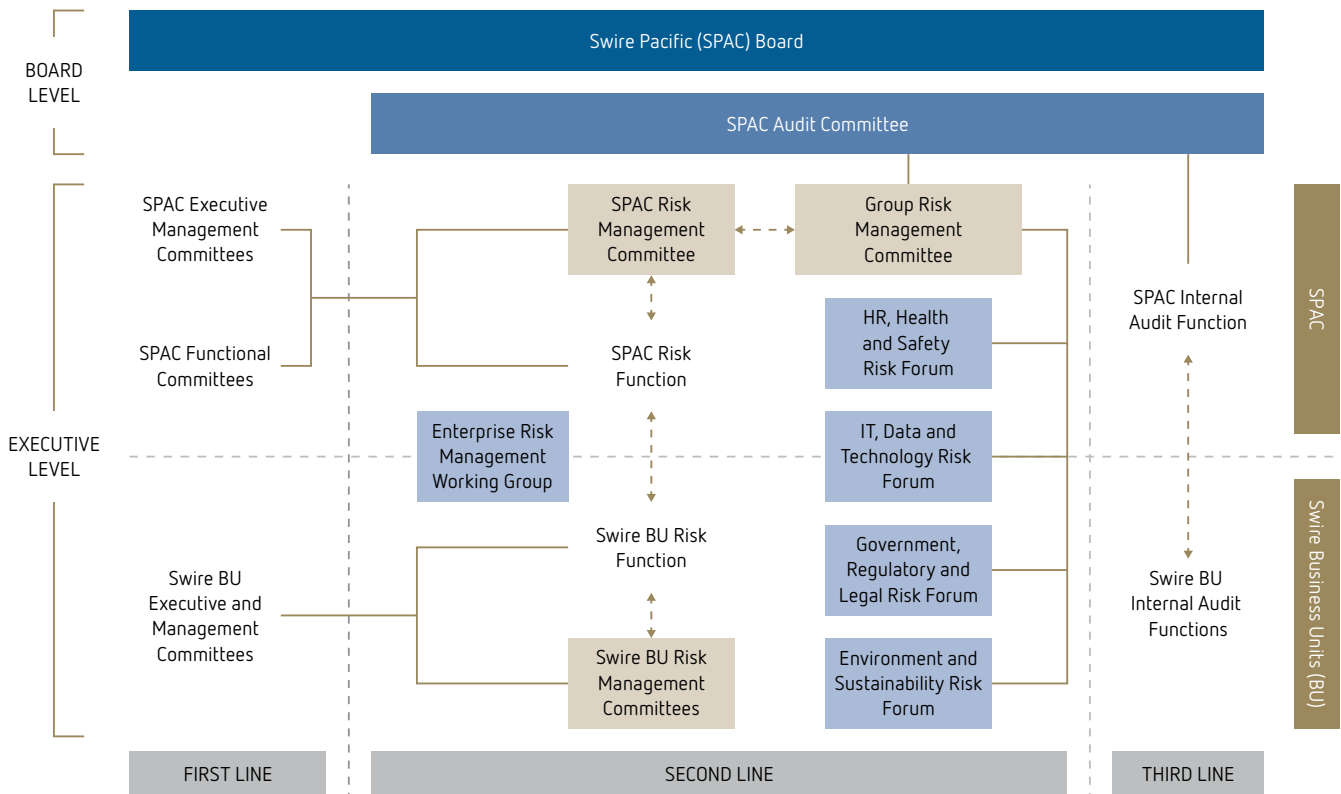 Swire Pacific (SPAC) Board
BOARD
LEVEL
SPAC Audit Committee
SPAC Executive
Management
Committees
SPAC Risk
Management
Committee
Group Risk
Management
Committee
SPAC Internal
Audit Function
SPAC
HR, Health
and Safety
Risk Forum
SPAC Functional
Committees
SPAC Risk
Function
EXECUTIVE
LEVEL
Enterprise Risk
Management
Working Group
IT, Data and
Technology Risk
Forum
Swire BU Risk
Function
Government,
Regulatory and
Legal Risk Forum
Swire BU
Executive and
Management
Committees
Swire BU
Internal Audit
Functions
Swire Business Units (BU)
Swire BU Risk
Management
Committees
Environment and
Sustainability Risk
Forum
FIRST LINE
SECOND LINE
THIRD LINE